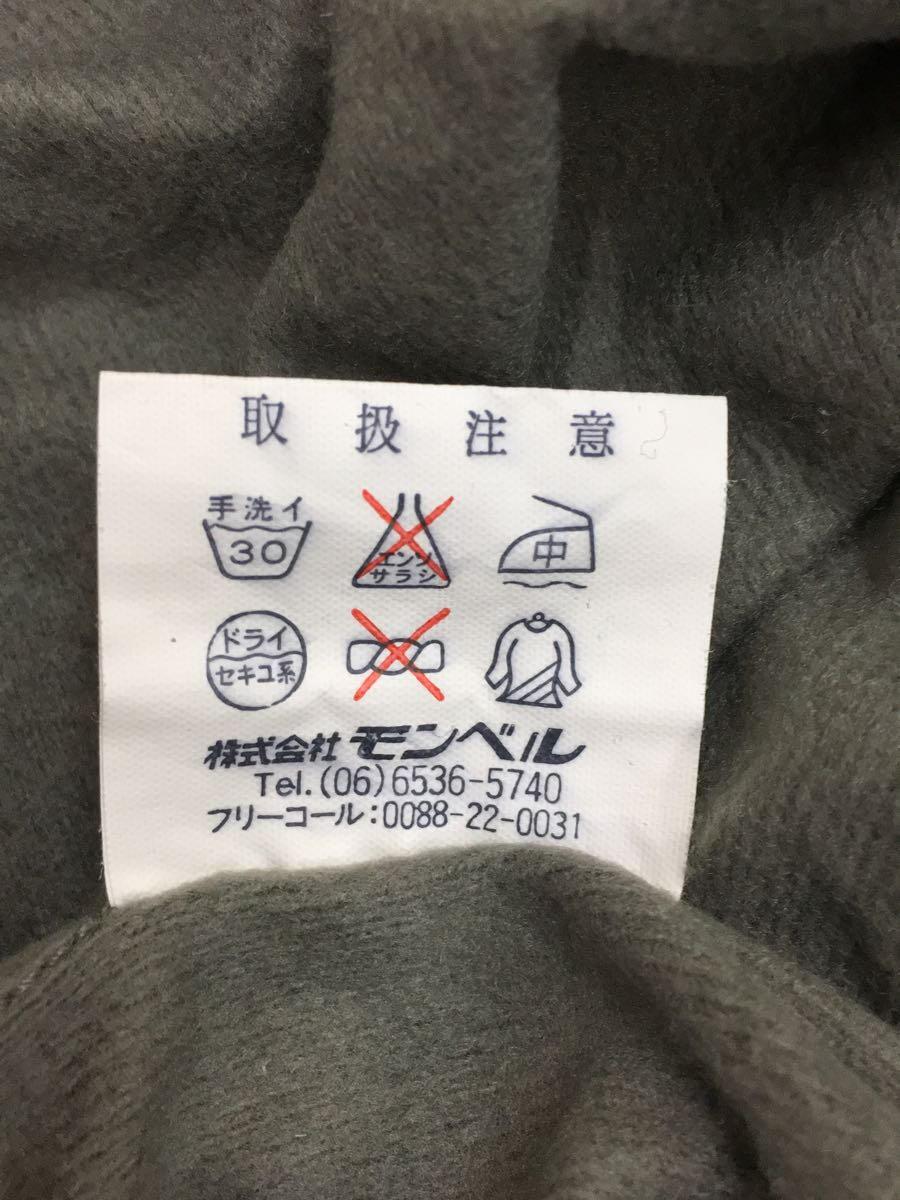 取扱注意
手洗イ
30
エンソ
サラシ
中
ドライ
セキユ系
株式会社 モンベル
Tel.(06)6536-5740
フリーコール:0088-22-0031